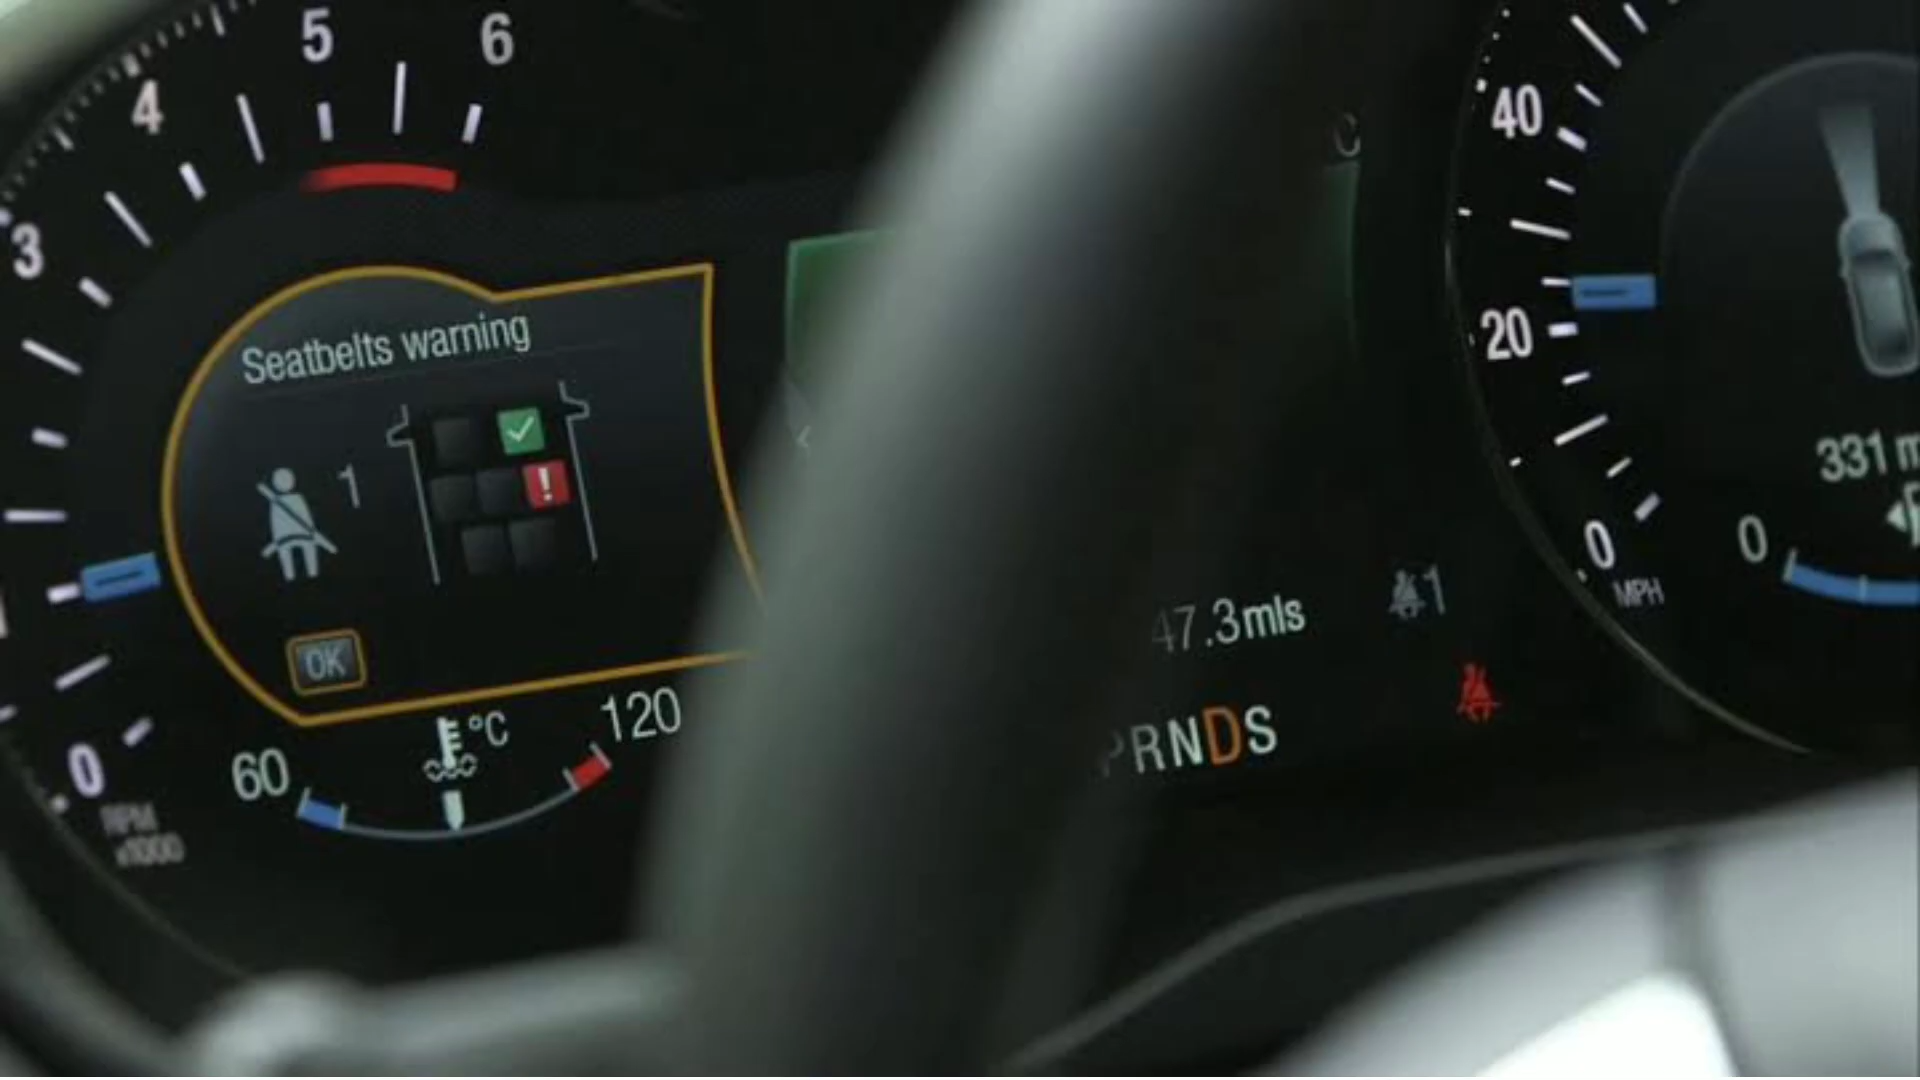 5
6
4
3
Seatbelts warning
1
OK
0
RPM
x1000
60
°C
120
47.3mls
1
PRNDS
40
20
0
MPH
331 m
0